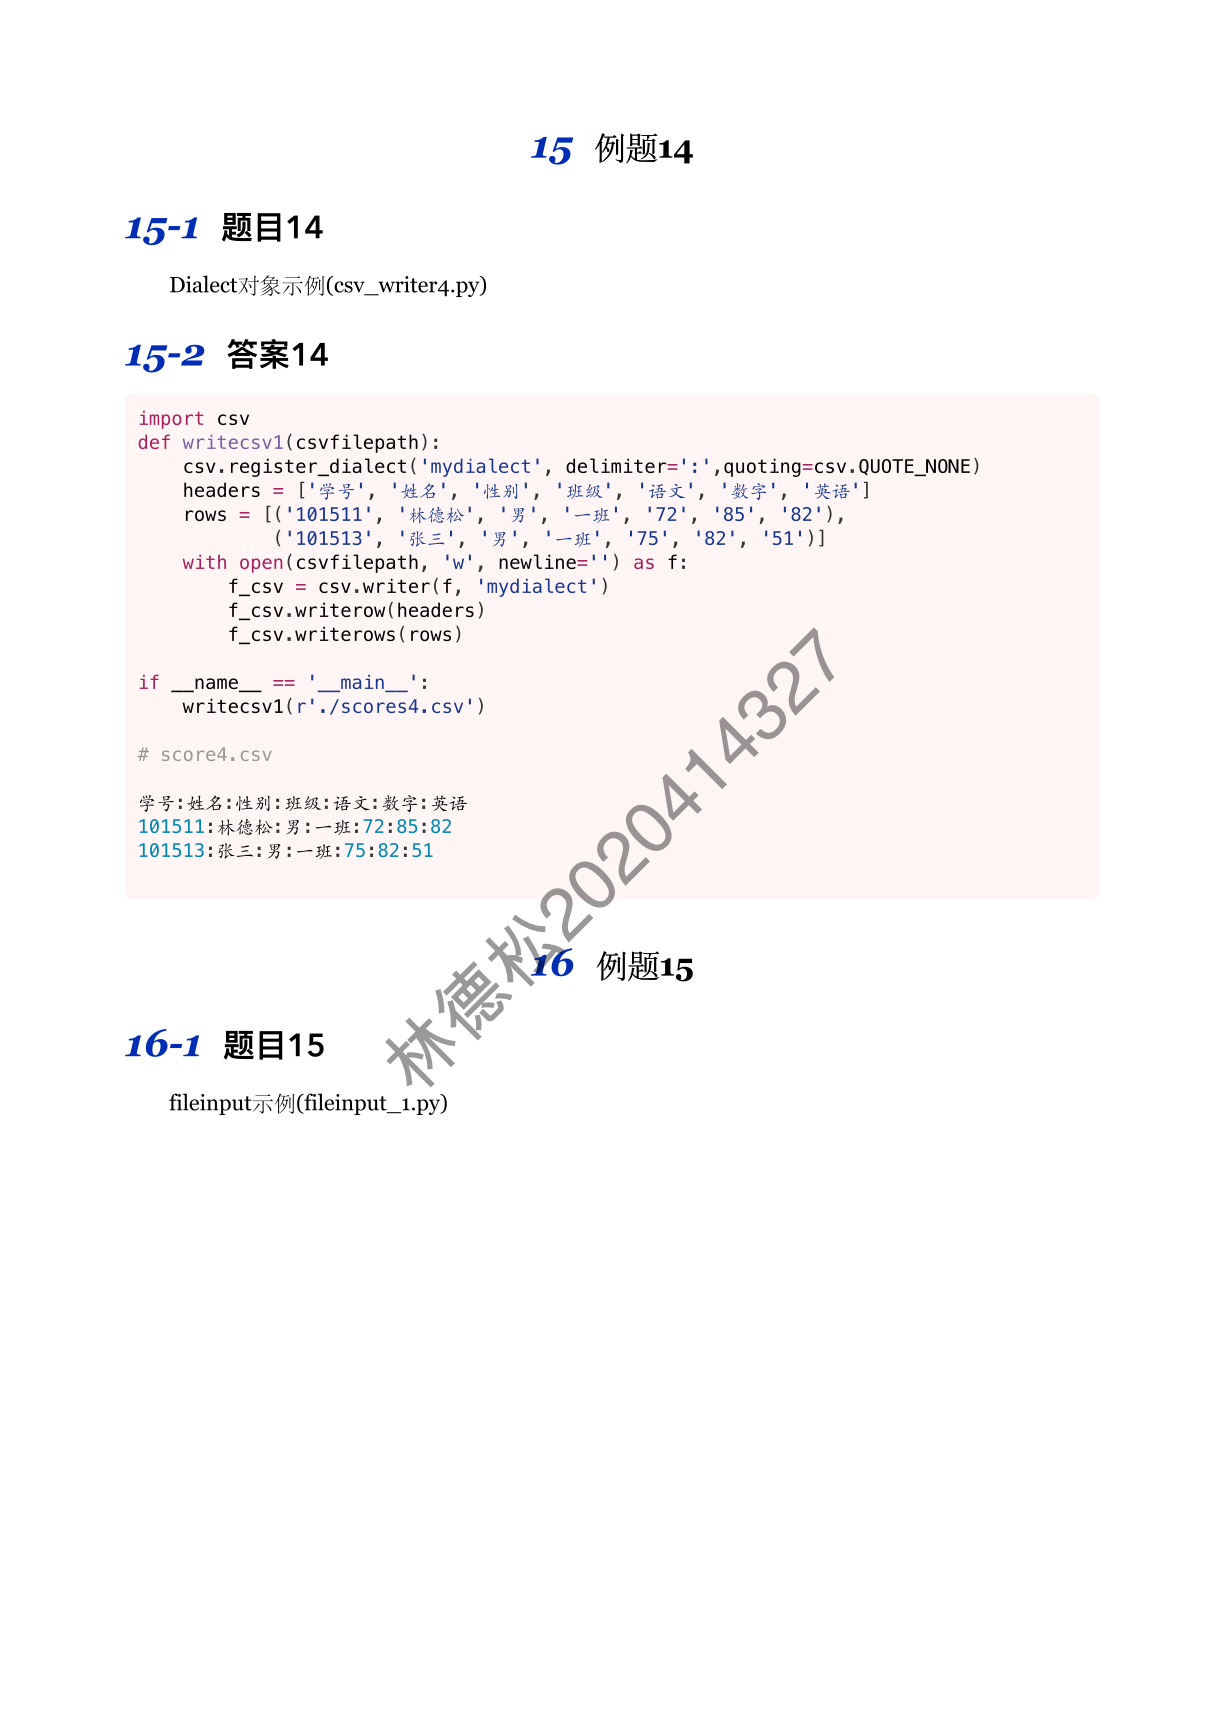 15 例题14
15-1 题目14
Dialect对象示例(csv_writer4.py)
15-2 答案14
import csv
def writecsv1(csvfilepath):
    csv.register_dialect('mydialect', delimiter=':',quoting=csv.QUOTE_NONE)
    headers = ['学号', '姓名', '性别', '班级', '语文', '数字', '英语']
    rows = [('101511', '林德松', '男', '一班', '72', '85', '82'),
            ('101513', '张三', '男', '一班', '75', '82', '51')]
    with open(csvfilepath, 'w', newline='') as f:
        f_csv = csv.writer(f, 'mydialect')
        f_csv.writerow(headers)
        f_csv.writerows(rows)
if __name__ == '__main__':
    writecsv1(r'./scores4.csv')
# score4.csv
学号:姓名:性别:班级:语文:数字:英语
101511:林德松:男:一班:72:85:82
101513:张三:男:一班:75:82:51
林德松2020414327
16 例题15
16-1 题目15
fileinput示例(fileinput_1.py)